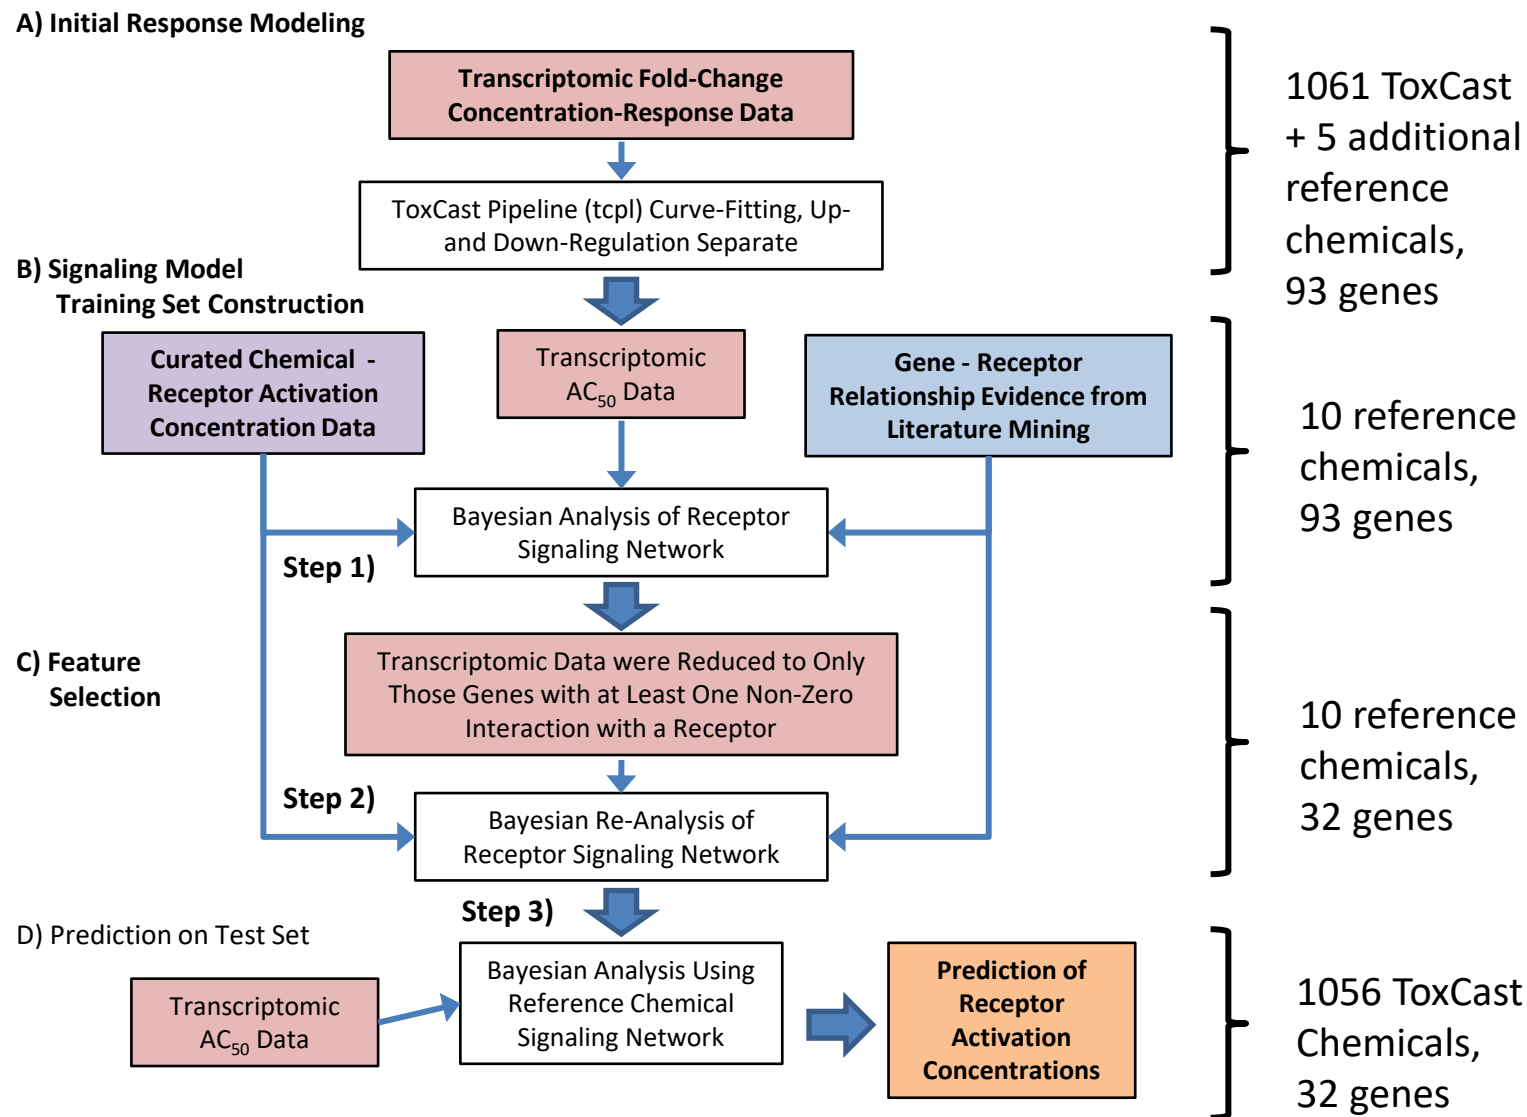 A) Initial Response Modeling
Transcriptomic Fold-Change
Concentration-Response Data
ToxCast Pipeline (tcpl) Curve-Fitting, Up-
and Down-Regulation Separate
1061 ToxCast
+ 5 additional
reference
chemicals,
93 genes
B) Signaling Model
Training Set Construction
Curated Chemical -
Receptor Activation
Concentration Data
Transcriptomic
AC50 Data
Gene - Receptor
Relationship Evidence from
Literature Mining
Bayesian Analysis of Receptor
Signaling Network
Step 1)
10 reference
chemicals,
93 genes
C) Feature
Selection
Transcriptomic Data were Reduced to Only
Those Genes with at Least One Non-Zero
Interaction with a Receptor
Step 2)
Bayesian Re-Analysis of
Receptor Signaling Network
10 reference
chemicals,
32 genes
Step 3)
D) Prediction on Test Set
Transcriptomic
AC50 Data
Bayesian Analysis Using
Reference Chemical
Signaling Network
Prediction of
Receptor
Activation
Concentrations
1056 ToxCast
Chemicals,
32 genes